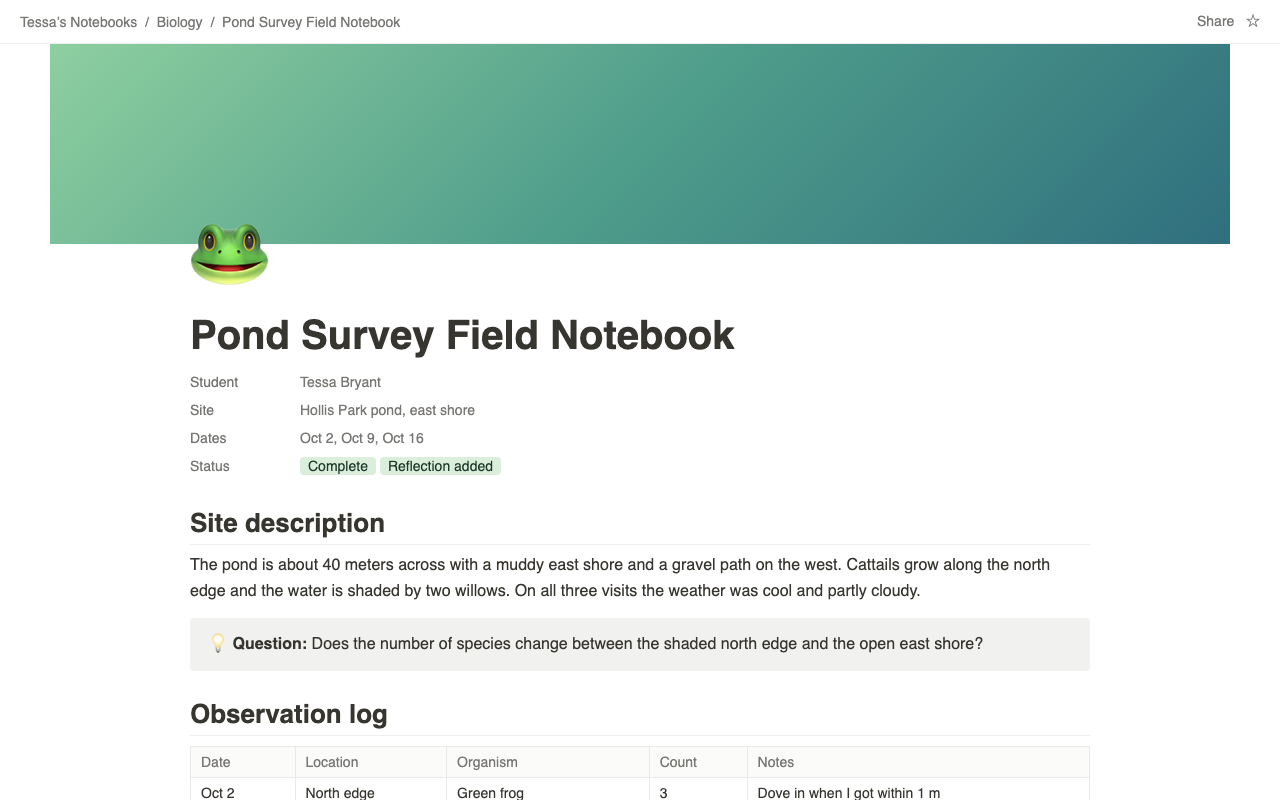 Tessa’s Notebooks / Biology / Pond Survey Field Notebook
Share ☆
Pond Survey Field Notebook
Student Tessa Bryant
Site Hollis Park pond, east shore
Dates Oct 2, Oct 9, Oct 16
Status Complete Reflection added
Site description
The pond is about 40 meters across with a muddy east shore and a gravel path on the west. Cattails grow along the north
edge and the water is shaded by two willows. On all three visits the weather was cool and partly cloudy.
💡 Question: Does the number of species change between the shaded north edge and the open east shore?
Observation log
Date Location Organism Count Notes
Oct 2 North edge Green frog 3 Dove in when I got within 1 m